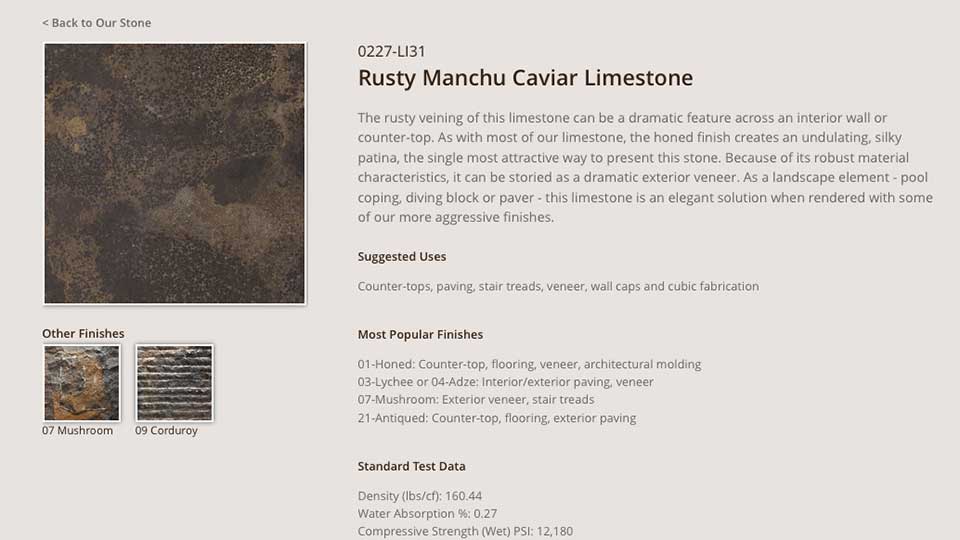 < Back to Our Stone
0227-LI31
Rusty Manchu Caviar Limestone
The rusty veining of this limestone can be a dramatic feature across an interior wall or
counter-top. As with most of our limestone, the honed finish creates an undulating, silky
patina, the single most attractive way to present this stone. Because of its robust material
characteristics, it can be storied as a dramatic exterior veneer. As a landscape element - pool
coping, diving block or paver - this limestone is an elegant solution when rendered with some
of our more aggressive finishes.
Suggested Uses
Counter-tops, paving, stair treads, veneer, wall caps and cubic fabrication
Other Finishes
07 Mushroom
09 Corduroy
Most Popular Finishes
01-Honed: Counter-top, flooring, veneer, architectural molding
03-Lychee or 04-Adze: Interior/exterior paving, veneer
07-Mushroom: Exterior veneer, stair treads
21-Antiqued: Counter-top, flooring, exterior paving
Standard Test Data
Density (lbs/cf): 160.44
Water Absorption %: 0.27
Compressive Strength (Wet) PSI: 12,180